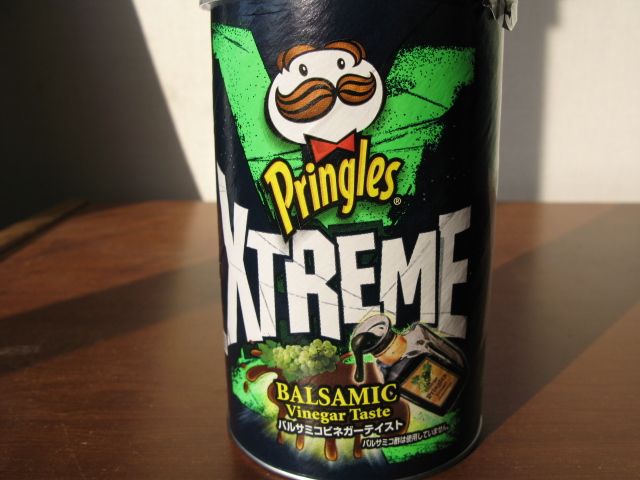 Pringles®
XTREME
BALSAMIC
Vinegar Taste
バルサミコビネガーテイスト
バルサミコ酢は使用していません。